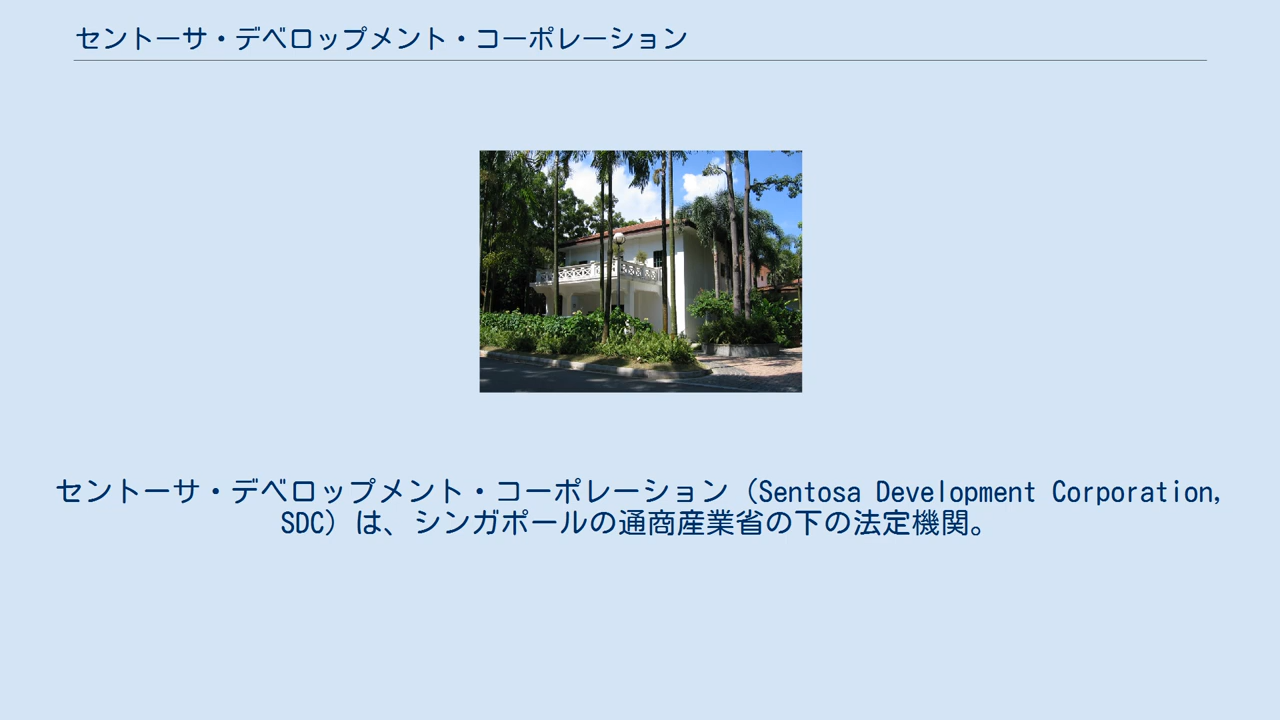 セントーサ・デベロップメント・コーポレーション
セントーサ・デベロップメント・コーポレーション（Sentosa Development Corporation,
SDC）は、シンガポールの通商産業省の下の法定機関。